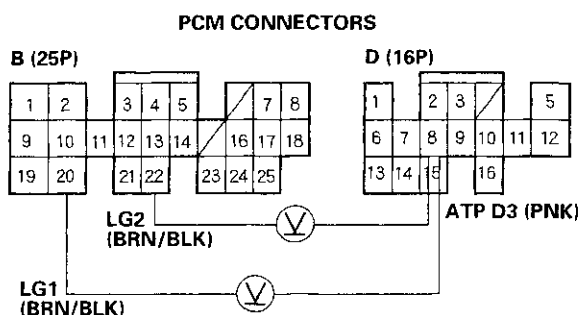 PCM CONNECTORS
B (25P)
D (16P)
1 2 3 4 5 7 8
9 10 11 12 13 14 16 17 18
19 20 21 22 23 24 25
1 2 3 5
6 7 8 9 10 11 12
13 14 15 16
LG2
(BRN/BLK)
V
ATP D3 (PNK)
LG1
(BRN/BLK)
V